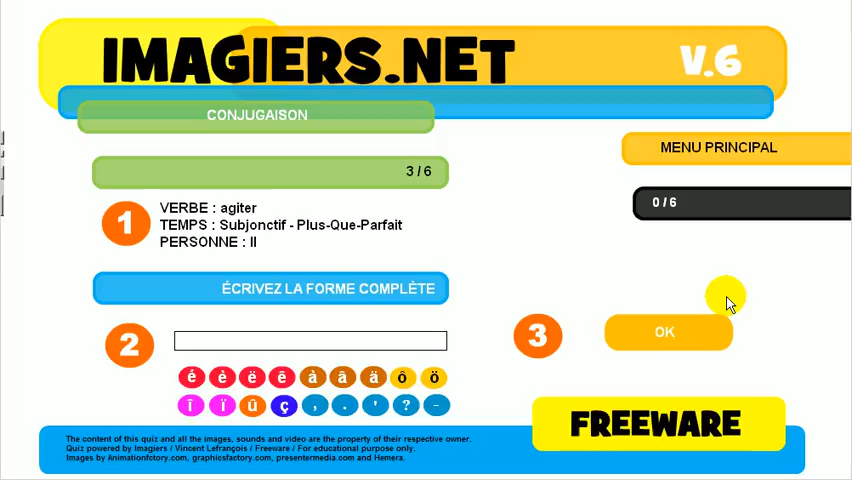 IMAGIERS.NET
V.6
CONJUGAISON
MENU PRINCIPAL
3 / 6
0 / 6
1
VERBE : agiter
TEMPS : Subjonctif - Plus-Que-Parfait
PERSONNE : II
ÉCRIVEZ LA FORME COMPLÈTE
2
3
OK
é è ë ê à â ä ô ö
î ï û ç , . ' ? -
FREEWARE
The content of this quiz and all the images, sounds and video are the property of their respective owner.
Quiz powered by Imagiers / Vincent Lefrançois / Freeware / For educational purpose only.
Images by Animationfctory.com, graphicsfactory.com, presentermedia.com and Hemera.